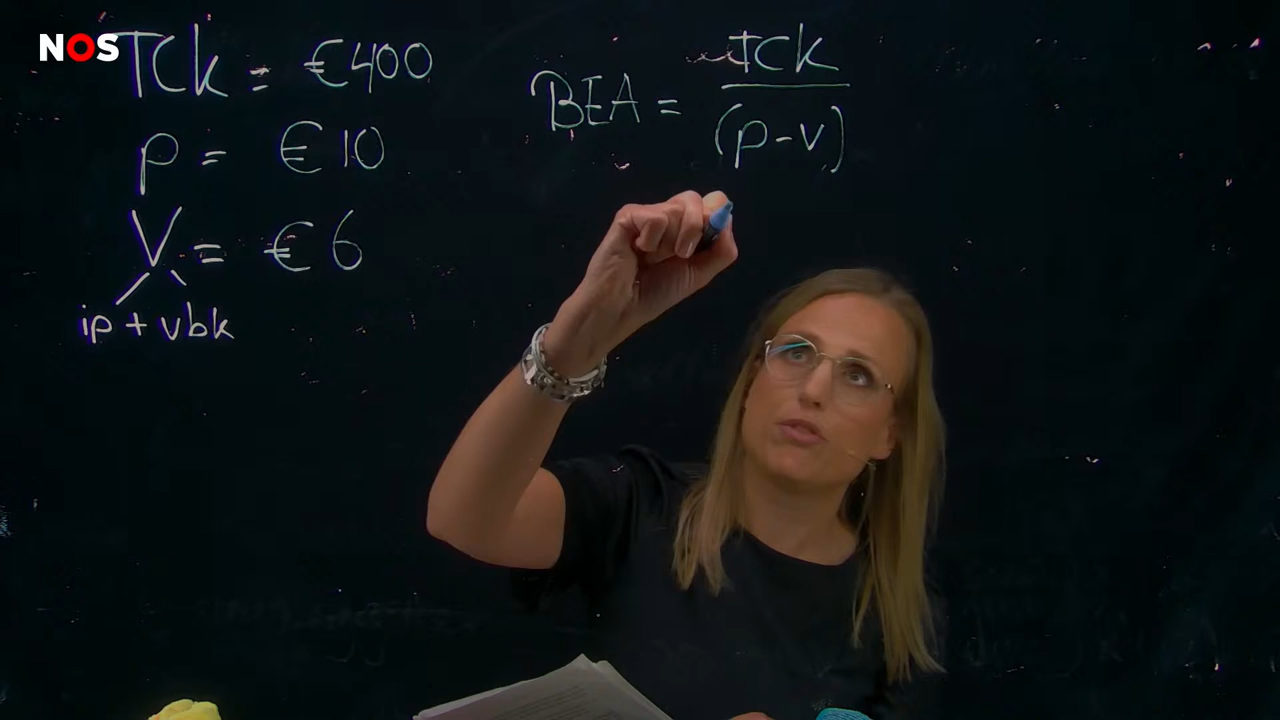 NOS
TCk = €400
p = €10
V = €6
ip + vbk
BEA = TCk
(p-v)